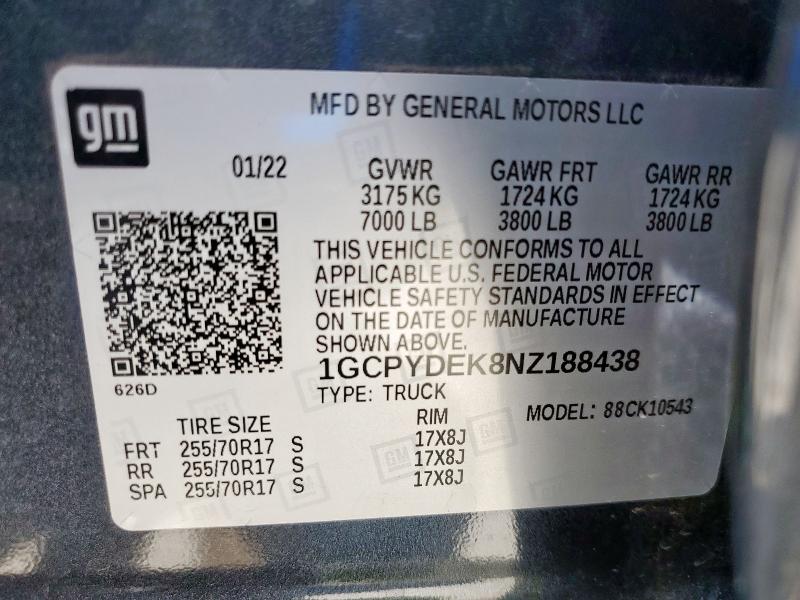 gm
MFD BY GENERAL MOTORS LLC
01/22 GVWR GAWR FRT GAWR RR
3175 KG 1724 KG 1724 KG
7000 LB 3800 LB 3800 LB
THIS VEHICLE CONFORMS TO ALL
APPLICABLE U.S. FEDERAL MOTOR
VEHICLE SAFETY STANDARDS IN EFFECT
ON THE DATE OF MANUFACTURE
SHOWN ABOVE.
1GCPYDEK8NZ188438
626D
TYPE: TRUCK
MODEL: 88CK10543
TIRE SIZE RIM
FRT 255/70R17 S 17X8J
RR 255/70R17 S 17X8J
SPA 255/70R17 S 17X8J